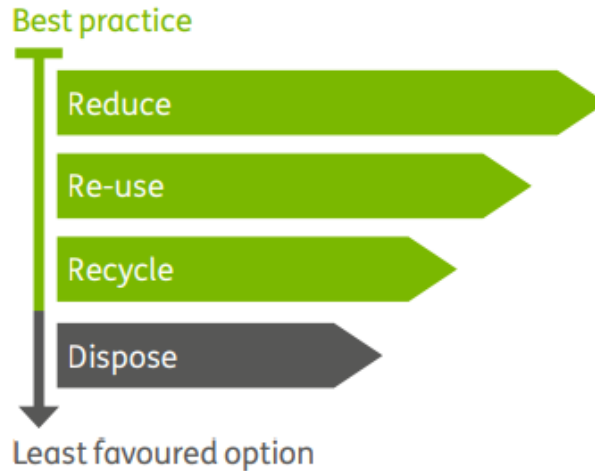 Best practice
Reduce
Re-use
Recycle
Dispose
Least favoured option